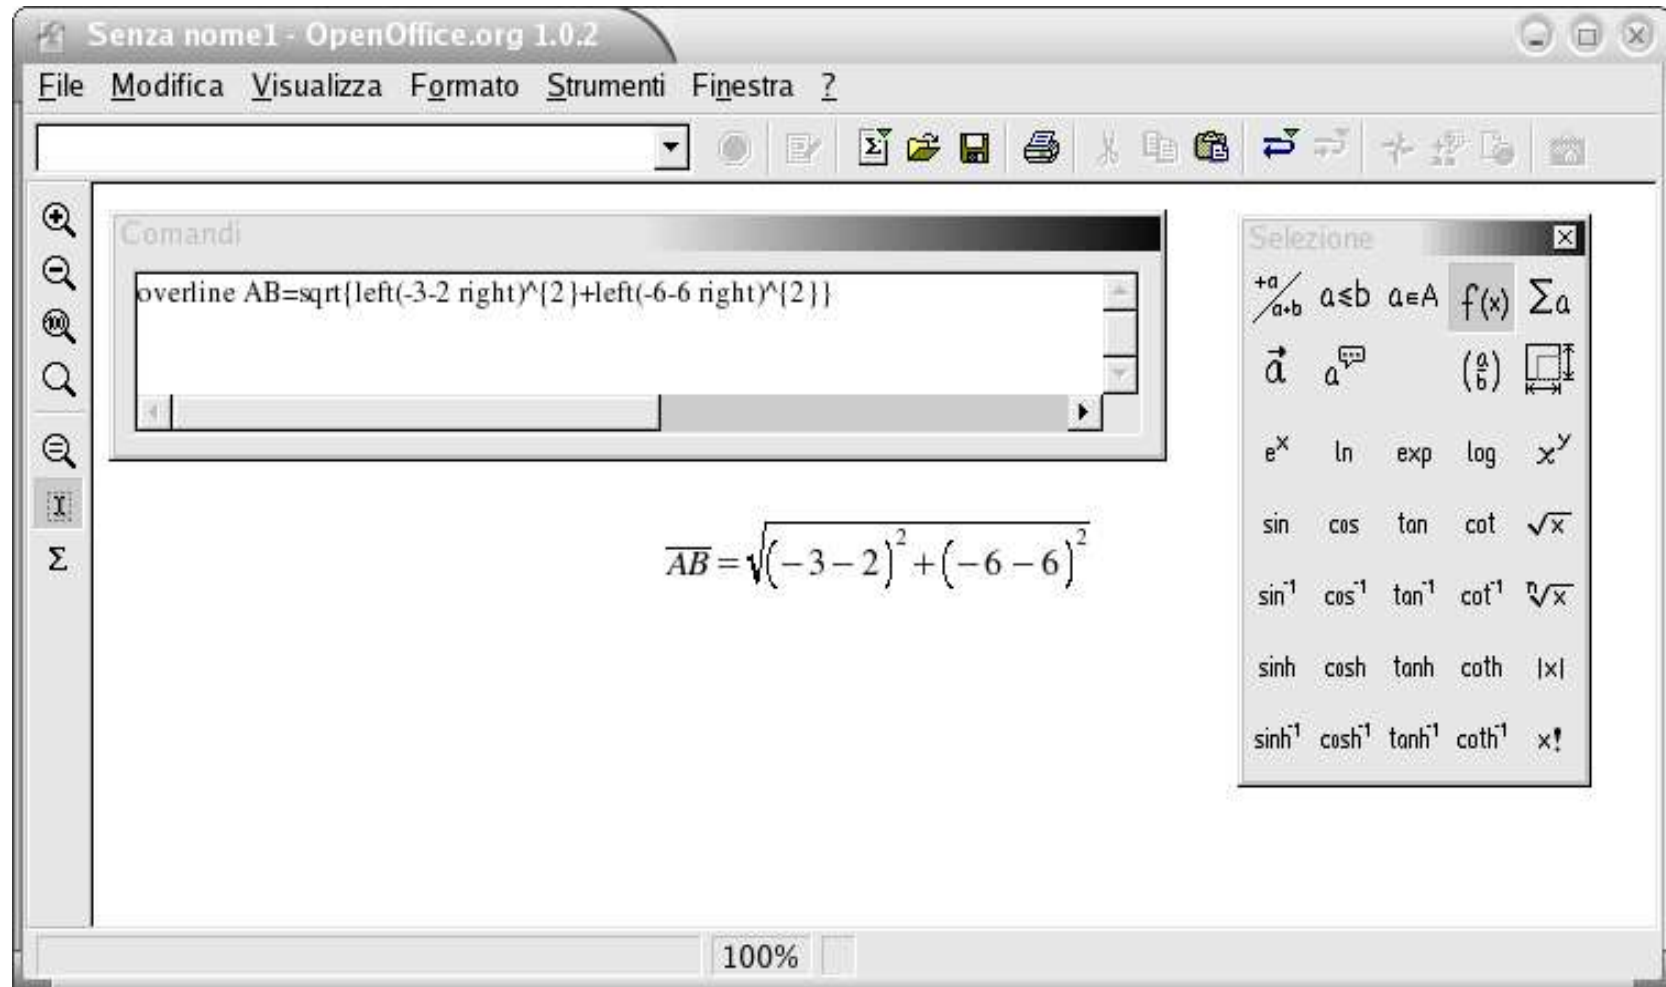 Senza nome1 - OpenOffice.org 1.0.2
File Modifica Visualizza Formato Strumenti Finestra ?
Comandi
overline AB=sqrt{left(-3-2 right)^{2}+left(-6-6 right)^{2}}
AB = √(−3−2)²+(−6−6)²
Selezione
+a/a+b a≤b a∈A f(x) Σa
a⃗ a (a/b)
eˣ ln exp log xʸ
sin cos tan cot √x
sin⁻¹ cos⁻¹ tan⁻¹ cot⁻¹ ⁿ√x
sinh cosh tanh coth |x|
sinh⁻¹ cosh⁻¹ tanh⁻¹ coth⁻¹ x!
Σ
100%